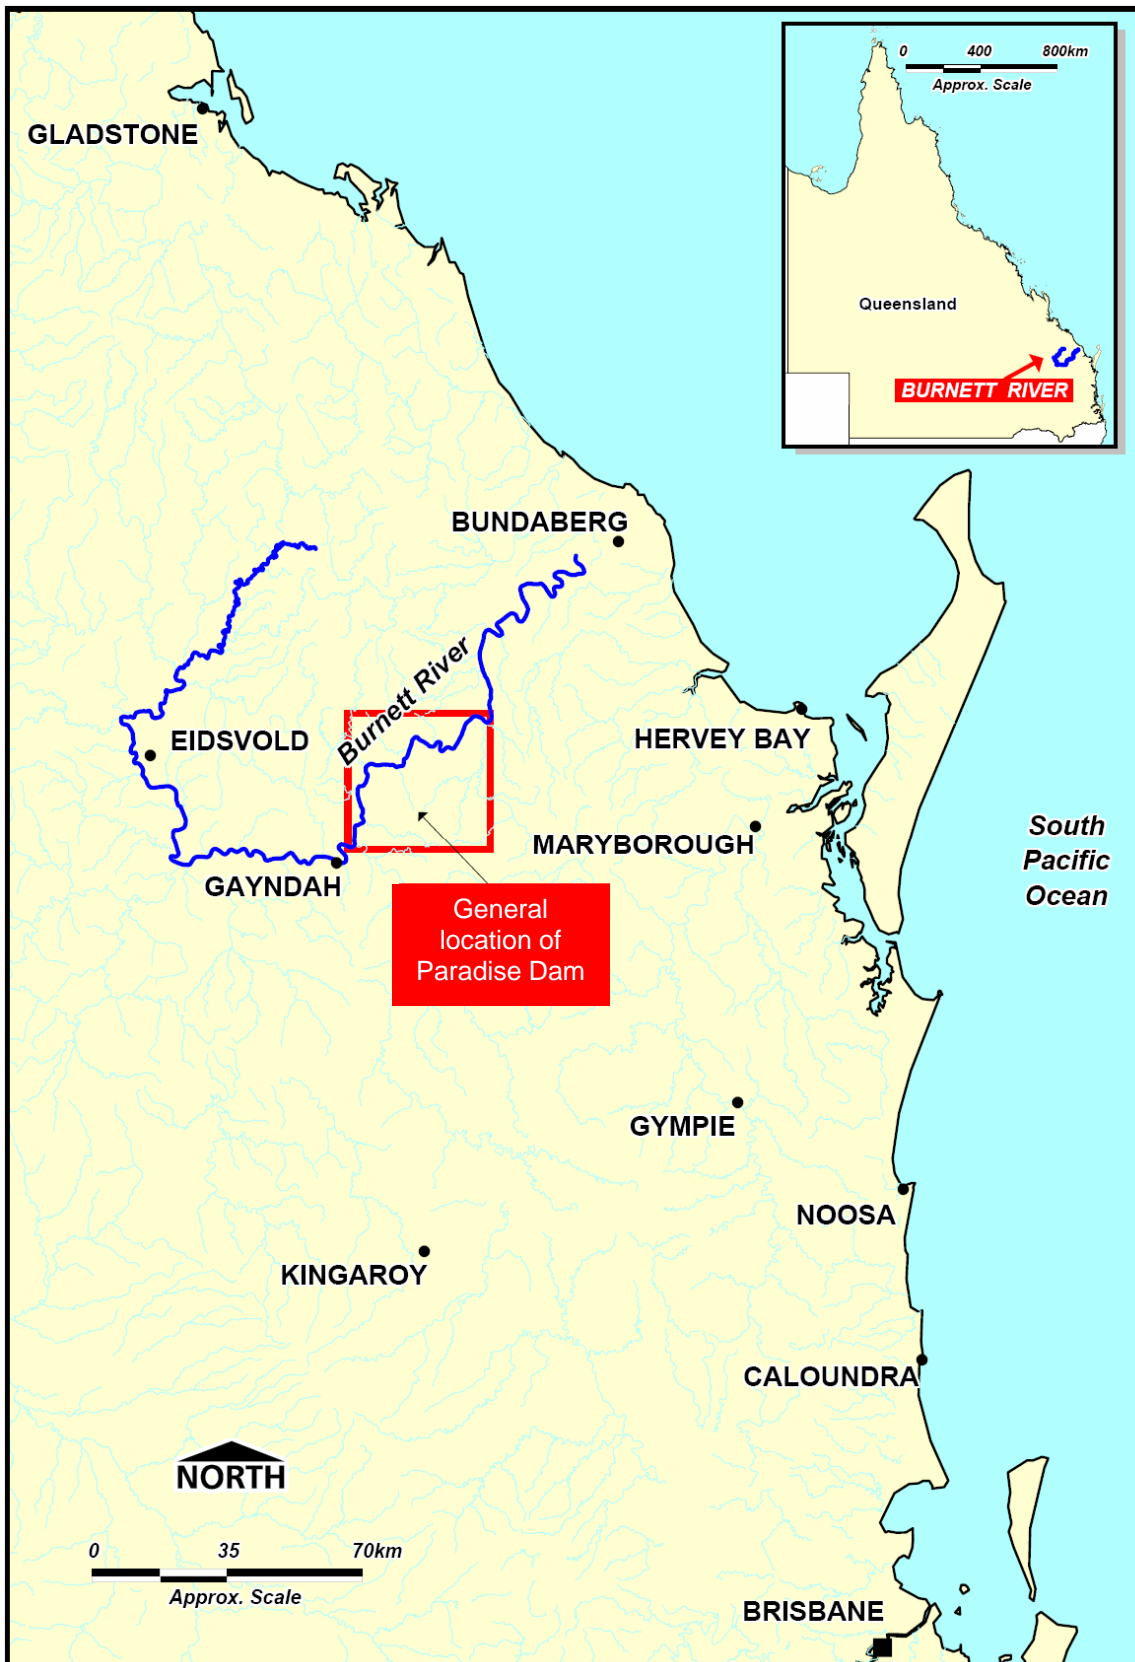 0 400 800km
Approx. Scale
GLADSTONE
Queensland
BURNETT RIVER
BUNDABERG
Burnett River
EIDSVOLD
HERVEY BAY
MARYBOROUGH
South
Pacific
Ocean
GAYNDAH
General
location of
Paradise Dam
GYMPIE
NOOSA
KINGAROY
CALOUNDRA
NORTH
0 35 70km
Approx. Scale
BRISBANE